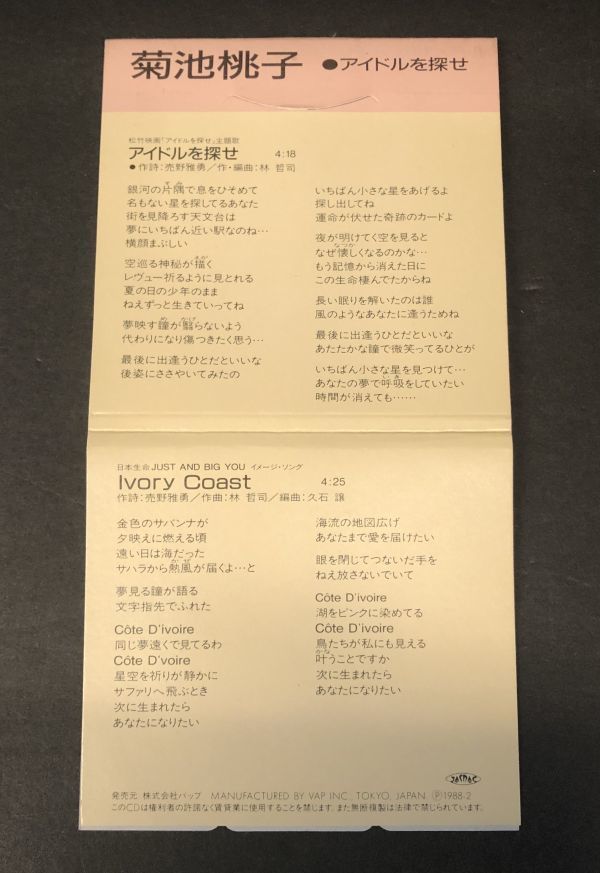 菊池桃子 ●アイドルを探せ
松竹映画「アイドルを探せ」主題歌
アイドルを探せ 4:18
●作詩:売野雅勇/作・編曲:林 哲司
銀河の片隅で息をひそめて
名もない星を探してるあなた
街を見降ろす天文台は
夢にいちばん近い駅なのね…
横顔まぶしい
空巡る神秘が描く
レヴュー祈るように見とれる
夏の日の少年のまま
ねえずっと生きていってね
夢映す瞳が翳らないよう
代わりになり傷つきたく思う…
最後に出逢うひとだといいな
後姿にささやいてみたの
いちばん小さな星をあげるよ
探し出してね
運命が伏せた奇跡のカードよ
夜が明けてく空を見ると
なぜ懐しくなるのかな…
もう記憶から消えた日に
この生命棲んでたからね
長い眠りを解いたのは誰
風のようなあなたに逢うためね
最後に出逢うひとだといいな
あたたかな瞳で微笑ってるひとが
いちばん小さな星を見つけて…
あなたの夢で呼吸をしていたい
時間が消えても……
日本生命 JUST AND BIG YOU イメージ・ソング
Ivory Coast 4:25
作詩:売野雅勇/作曲:林 哲司/編曲:久石 譲
金色のサバンナが
夕映えに燃える頃
遠い日は海だった
サハラから熱風が届くよ…と
夢見る瞳が語る
文字指先でふれた
Côte D'ivoire
同じ夢遠くで見てるわ
Côte D'voire
星空を祈りが静かに
サファリへ飛ぶとき
次に生まれたら
あなたになりたい
海流の地図広げ
あなたまで愛を届けたい
眼を閉じてつないだ手を
ねえ放さないでいて
Côte D'ivoire
湖をピンクに染めてる
Côte D'ivoire
鳥たちが私にも見える
叶うことですか
次に生まれたら
あなたになりたい
発売元 株式会社バップ MANUFACTURED BY VAP INC., TOKYO, JAPAN. Ⓟ1988・2
このCDは権利者の許諾なく賃貸業に使用することを禁じます。また無断複製は法律で禁じられています。